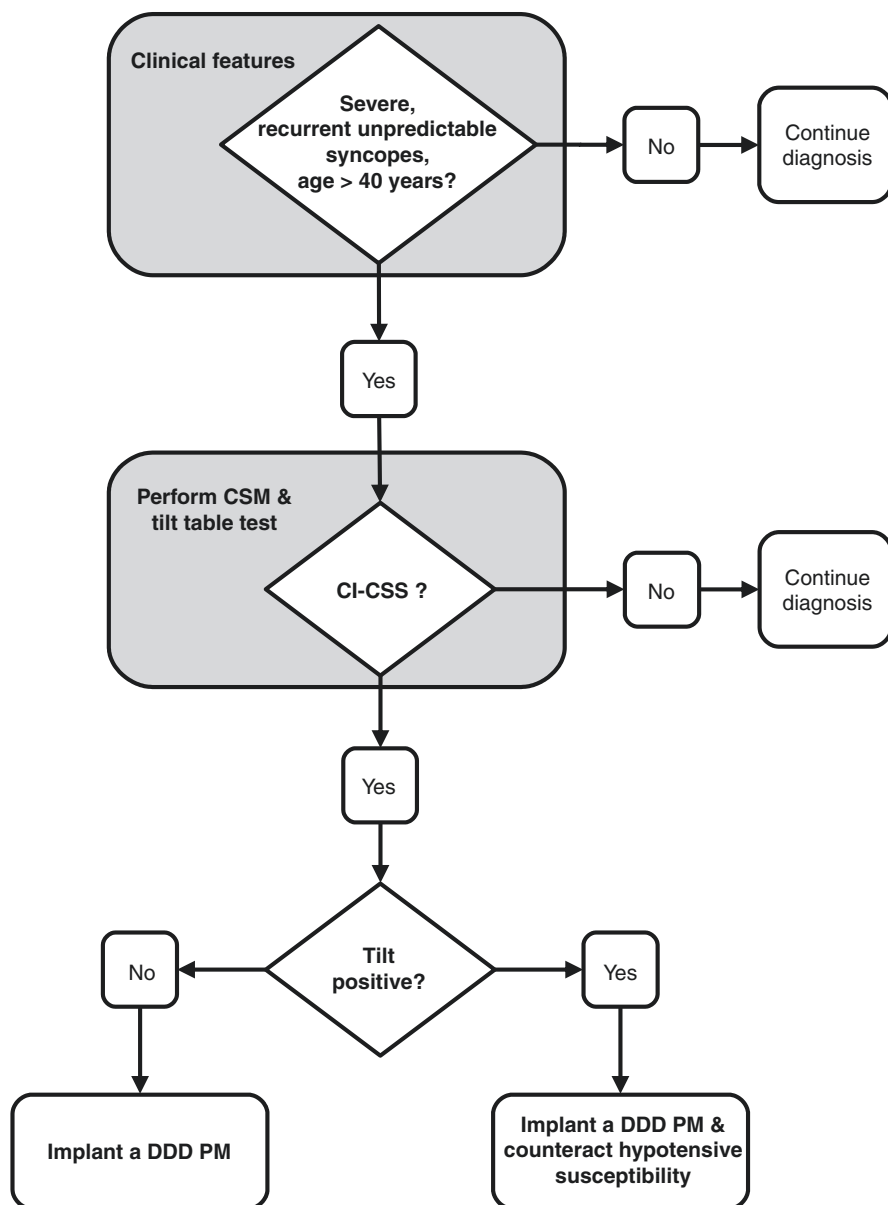 Clinical features
Severe,
recurrent unpredictable
syncopes,
age > 40 years?
No
Continue
diagnosis
Yes
Perform CSM &
tilt table test
CI-CSS ?
No
Continue
diagnosis
Yes
Tilt
positive?
No
Yes
Implant a DDD PM
Implant a DDD PM &
counteract hypotensive
susceptibility